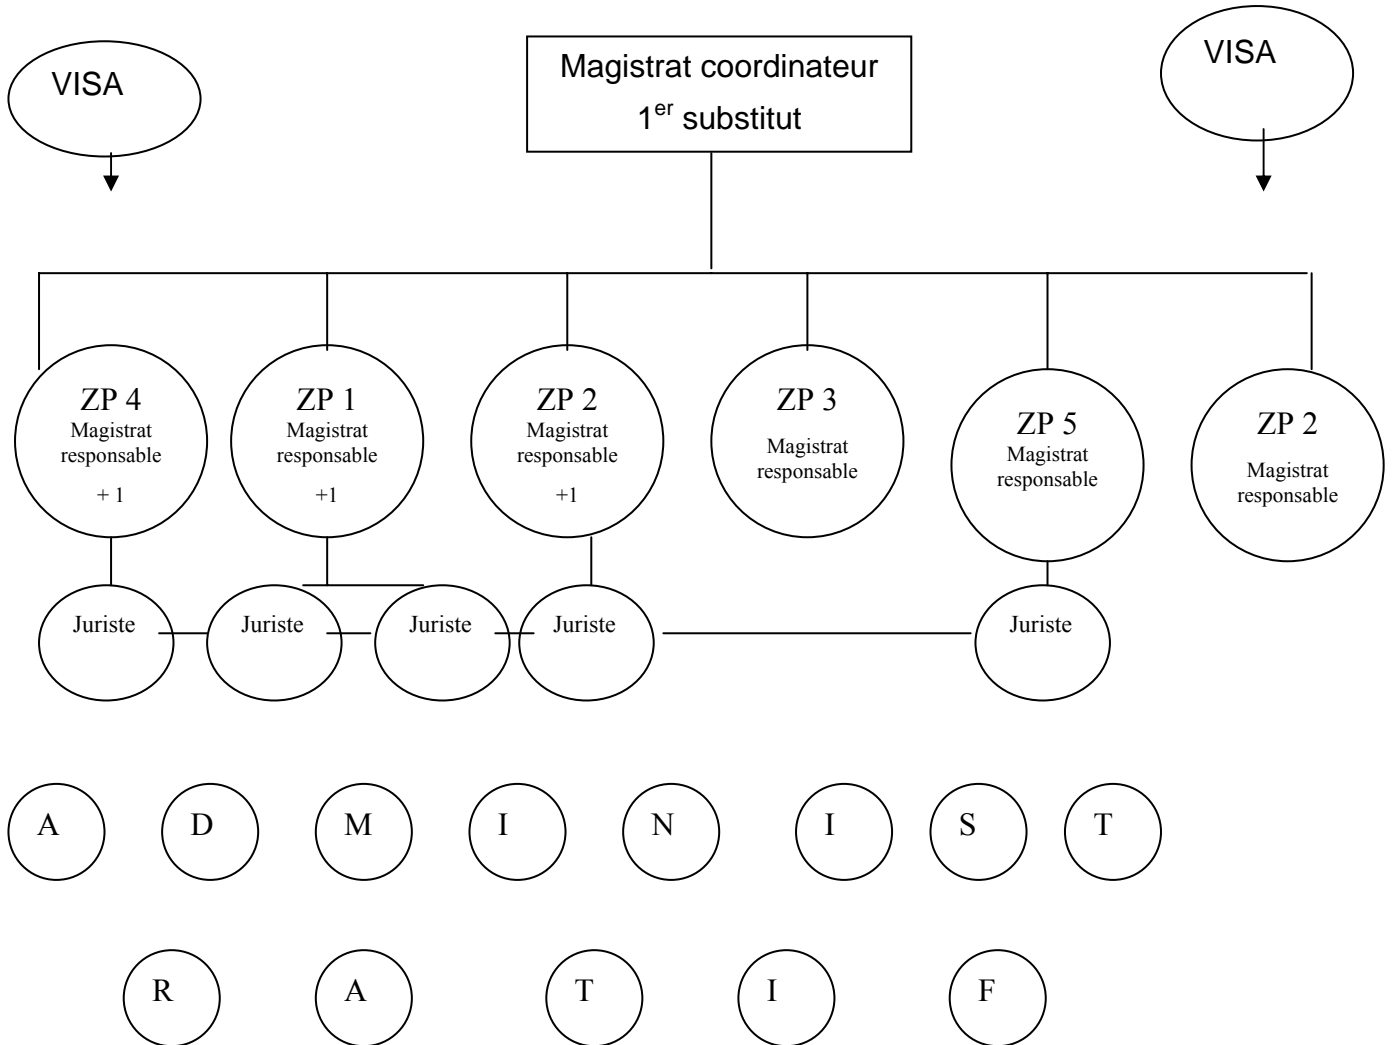 VISA
Magistrat coordinateur
1er substitut
VISA
ZP 4
Magistrat
responsable
+ 1
ZP 1
Magistrat
responsable
+1
ZP 2
Magistrat
responsable
+1
ZP 3
Magistrat
responsable
ZP 5
Magistrat
responsable
ZP 2
Magistrat
responsable
Juriste
Juriste
Juriste
Juriste
Juriste
A D M I N I S T
R A T I F